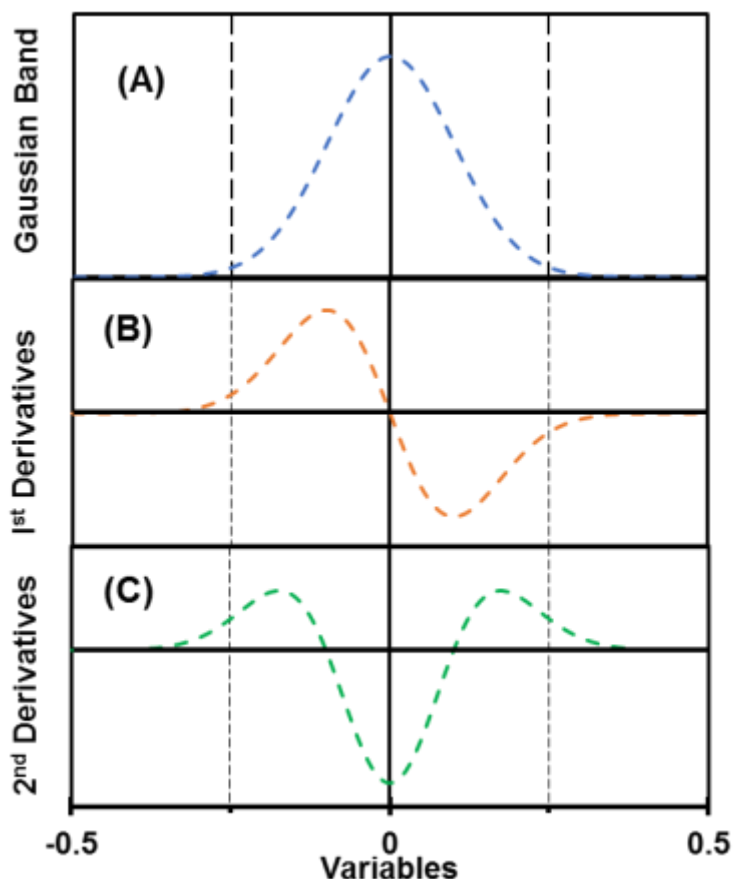 Gaussian Band
(A)
Iˢᵗ Derivatives
(B)
2ⁿᵈ Derivatives
(C)
-0.5
0
0.5
Variables